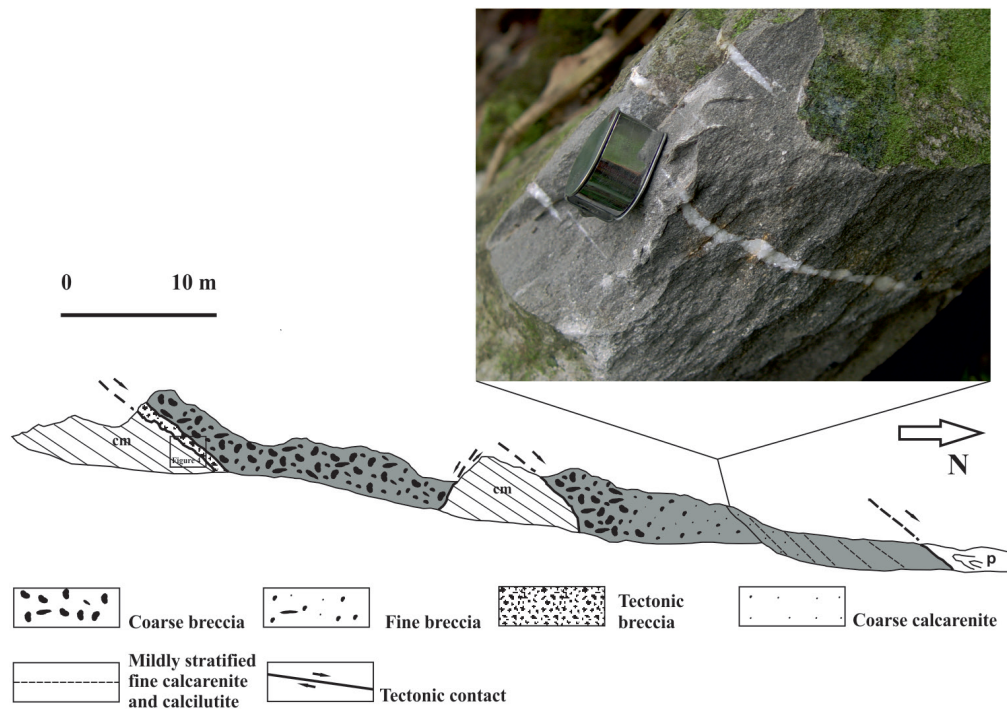 0 10 m
cm
Figure 4
cm
N
p
Coarse breccia
Fine breccia
Tectonic
breccia
Coarse calcarenite
Mildly stratified
fine calcarenite
and calcilutite
Tectonic contact